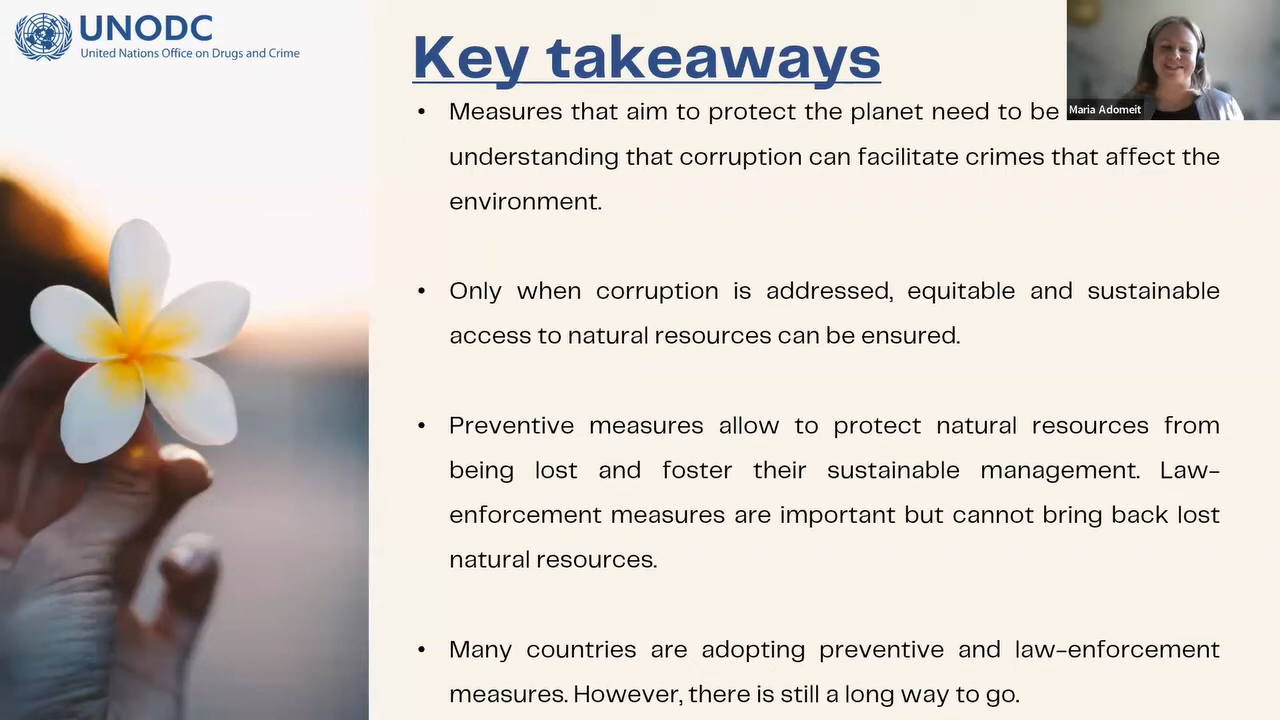 UNODC
United Nations Office on Drugs and Crime
Key takeaways
Maria Adomeit
• Measures that aim to protect the planet need to be
understanding that corruption can facilitate crimes that affect the
environment.
• Only when corruption is addressed, equitable and sustainable
access to natural resources can be ensured.
• Preventive measures allow to protect natural resources from
being lost and foster their sustainable management. Law-
enforcement measures are important but cannot bring back lost
natural resources.
• Many countries are adopting preventive and law-enforcement
measures. However, there is still a long way to go.